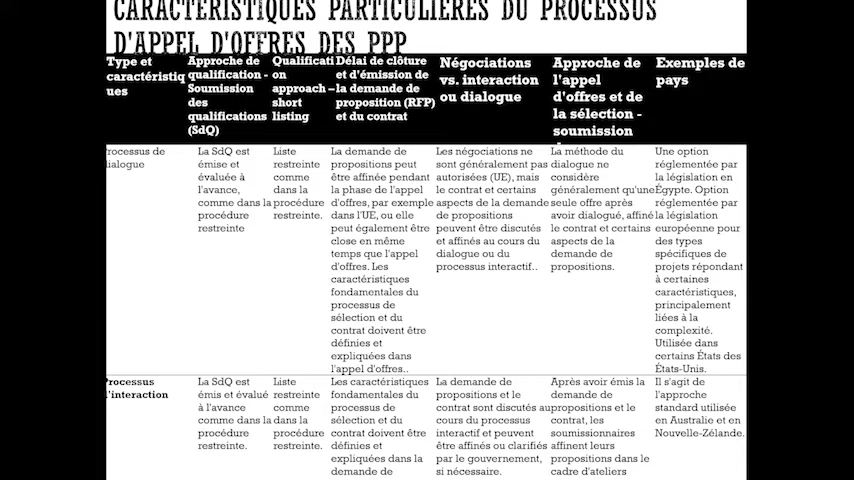 CARACTÉRISTIQUES PARTICULIÈRES DU PROCESSUS
D'APPEL D'OFFRES DES PPP
Type et
caractéristiq
ues
Approche de
qualification -
Soumission
des
qualifications
(SdQ)
Qualificati
on
approach –
short
listing
Délai de clôture
et d'émission de
la demande de
proposition (RFP)
et du contrat
Négociations
vs. interaction
ou dialogue
Approche de
l'appel
d'offres et de
la sélection -
soumission
Exemples de
pays
Processus de
dialogue
La SdQ est
émise et
évaluée à
l'avance,
comme dans la
procédure
restreinte
Liste
restreinte
comme
dans la
procédure
restreinte.
La demande de
propositions peut
être affinée pendant
la phase de l'appel
d'offres, par exemple
dans l'UE, ou elle
peut également être
close en même
temps que l'appel
d'offres. Les
caractéristiques
fondamentales du
processus de
sélection et du
contrat doivent être
définies et
expliquées dans
l'appel d'offres..
Les négociations ne
sont généralement pas
autorisées (UE), mais
le contrat et certains
aspects de la demande
de propositions
peuvent être discutés
et affinés au cours du
dialogue ou du
processus interactif..
La méthode du
dialogue ne
considère
généralement qu'une
seule offre après
avoir dialogué, affiné
le contrat et certains
aspects de la
demande de
propositions.
Une option
réglementée par
la législation en
Égypte. Option
réglementée par
la législation
européenne pour
des types
spécifiques de
projets répondant
à certaines
caractéristiques,
principalement
liées à la
complexité.
Utilisée dans
certains États des
États-Unis.
Processus
d'interaction
La SdQ est
émis et évalué
à l'avance
comme dans la
procédure
restreinte.
Liste
restreinte
comme
dans la
procédure
restreinte.
Les caractéristiques
fondamentales du
processus de
sélection et du
contrat doivent être
définies et
expliquées dans la
demande de
La demande de
propositions et le
contrat sont discutés au
cours du processus
interactif et peuvent
être affinés ou clarifiés
par le gouvernement,
si nécessaire.
Après avoir émis la
demande de
propositions et le
contrat, les
soumissionnaires
affinent leurs
propositions dans le
cadre d'ateliers
Il s'agit de
l'approche
standard utilisée
en Australie et en
Nouvelle-Zélande.